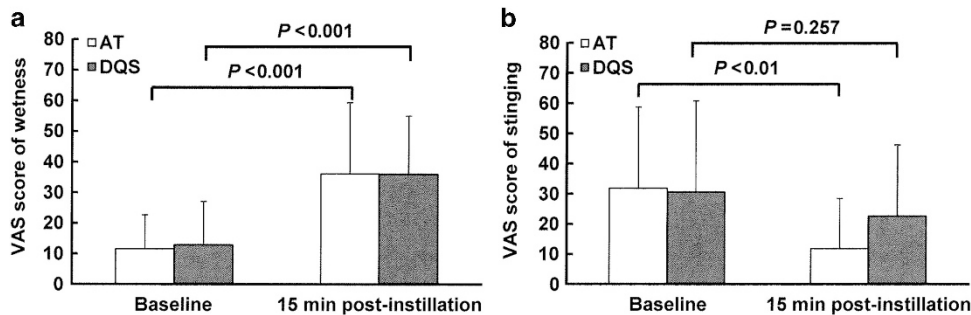 a
VAS score of wetness
80
70
60
50
40
30
20
10
0
AT
DQS
P<0.001
P<0.001
Baseline
15 min post-instillation
b
VAS score of stinging
80
70
60
50
40
30
20
10
0
AT
DQS
P=0.257
P<0.01
Baseline
15 min post-instillation